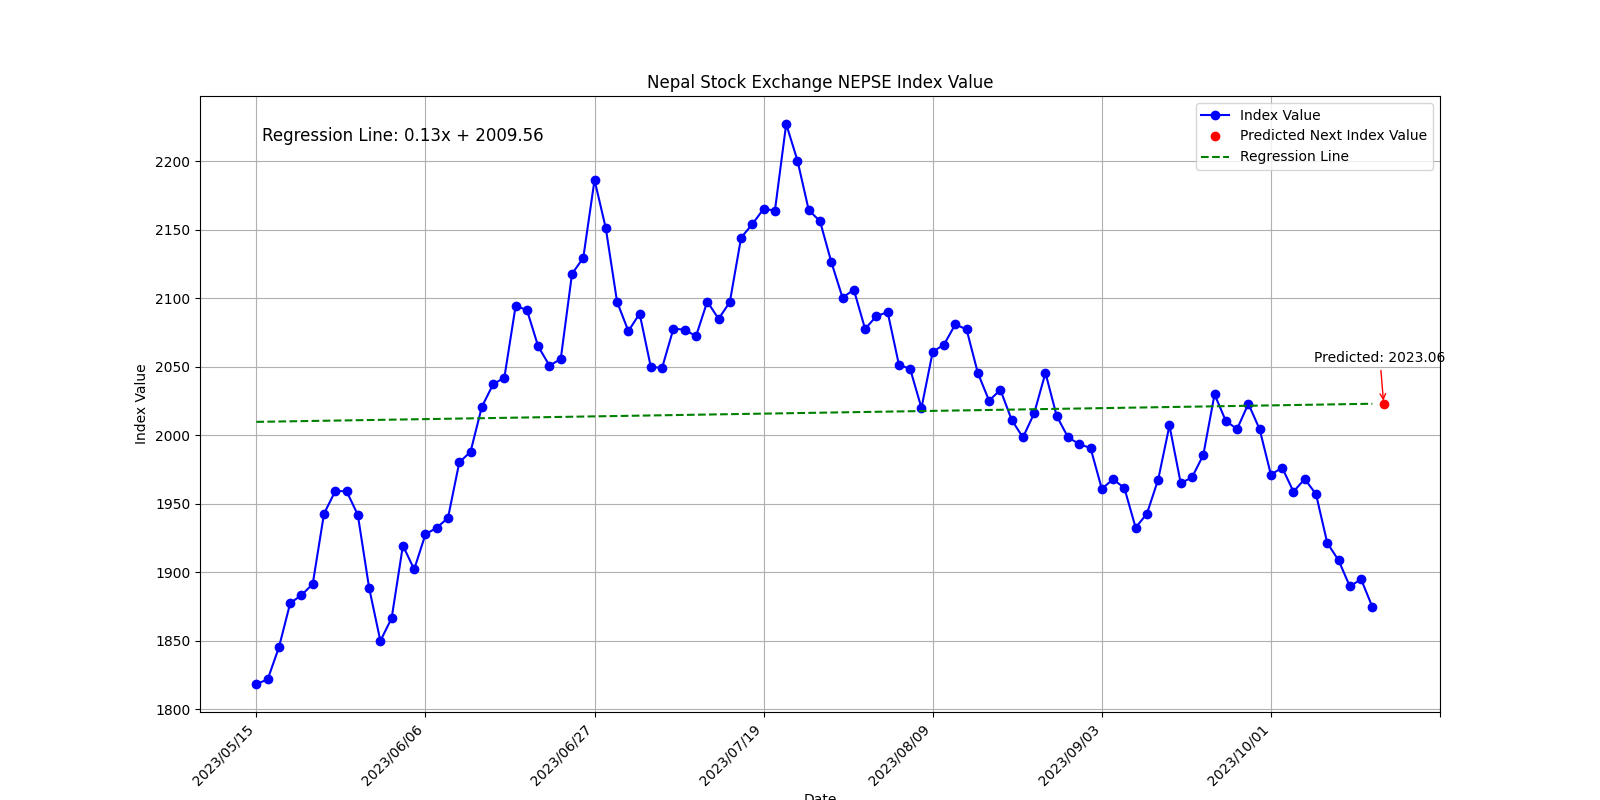 Nepal Stock Exchange NEPSE Index Value
Regression Line: 0.13x + 2009.56
Index Value
Predicted Next Index Value
Regression Line
2200
2150
2100
2050
2000
1950
1900
1850
1800
Index Value
Predicted: 2023.06
2023/05/15
2023/06/06
2023/06/27
2023/07/19
2023/08/09
2023/09/03
2023/10/01
Date